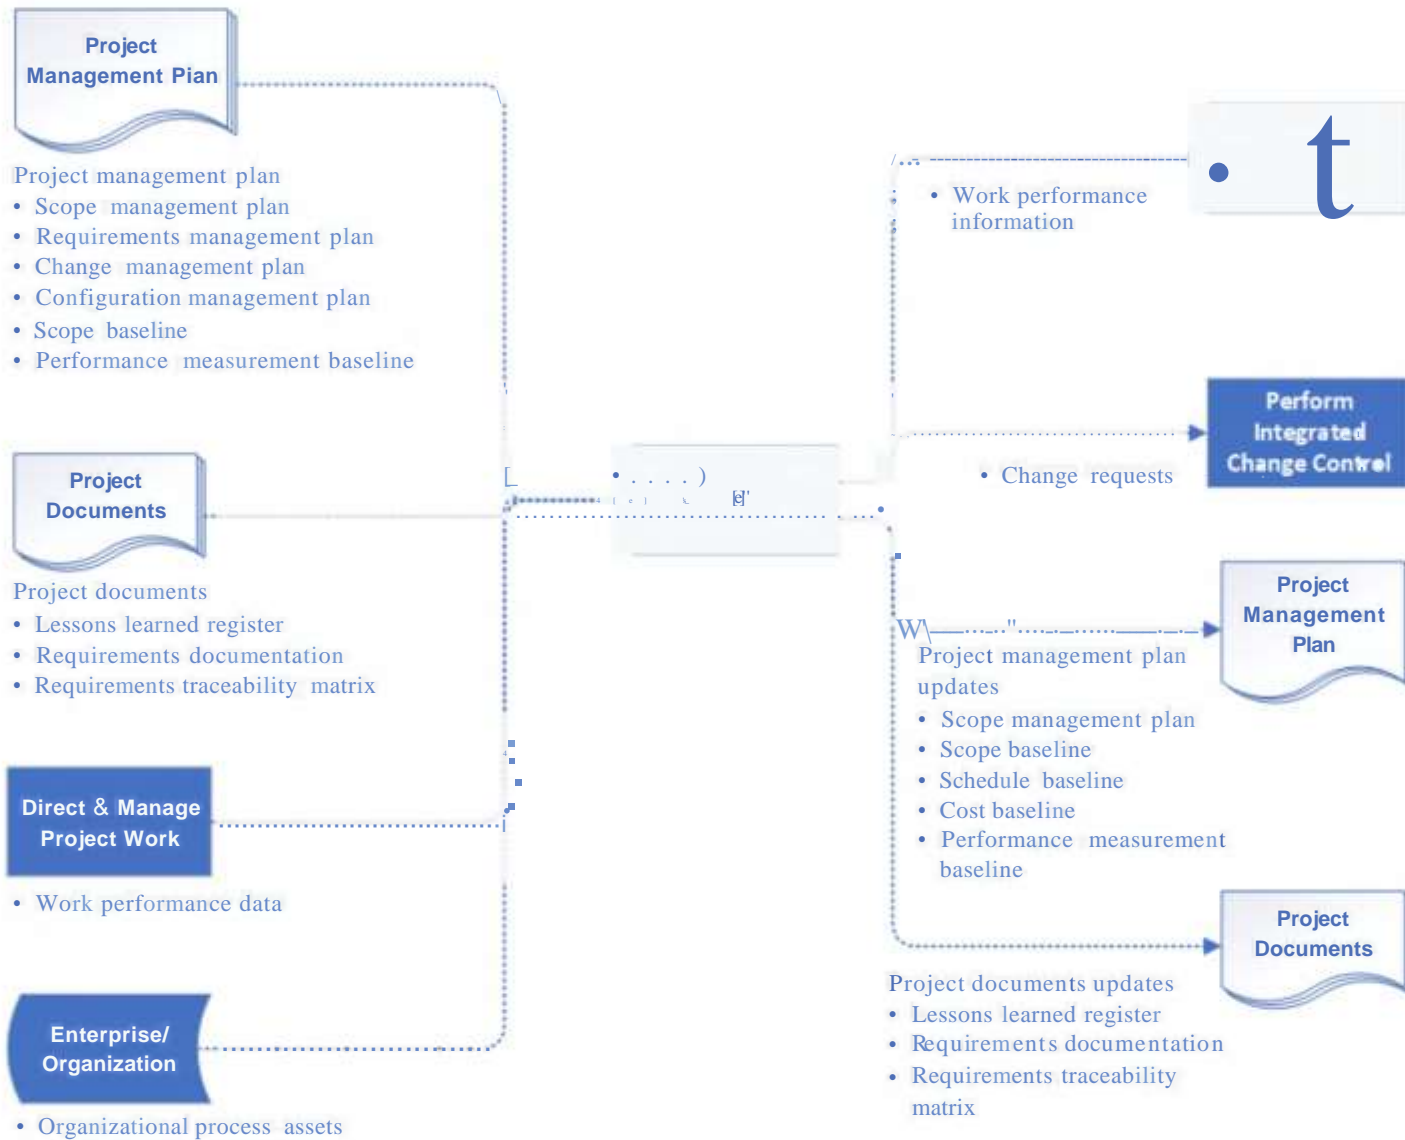 Project
Management Pian
Project management plan
• Scope management plan
• Requirements management plan
• Change management plan
• Configuration management plan
• Scope baseline
• Performance measurement baseline
Project
Documents
Project documents
• Lessons learned register
• Requirements documentation
• Requirements traceability matrix
Direct & Manage
Project Work
• Work performance data
Enterprise/
Organization
• Organizational process assets
• t
• Work performance
information
Perform
Integrated
Change Control
• Change requests
Project
Management
Plan
Project management plan
updates
• Scope management plan
• Scope baseline
• Schedule baseline
• Cost baseline
• Performance measurement
baseline
Project
Documents
Project documents updates
• Lessons learned register
• Requirements documentation
• Requirements traceability
matrix